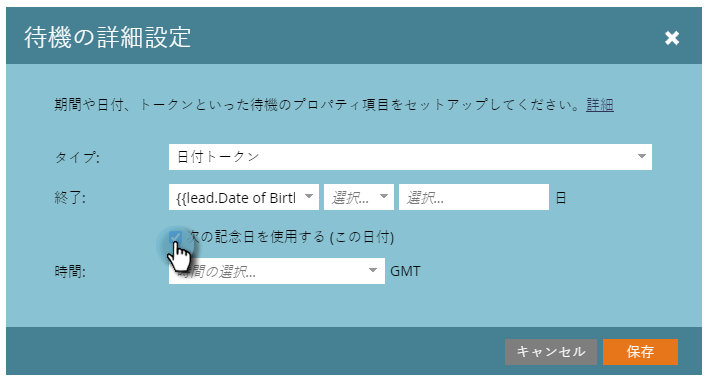 待機の詳細設定
期間や日付、トークンといった待機のプロパティ項目をセットアップしてください。詳細
タイプ: 日付トークン
終了: {{lead.Date of Birtl 選択... 選択... 日
次の記念日を使用する (この日付)
時間: 時間の選択... GMT
キャンセル 保存